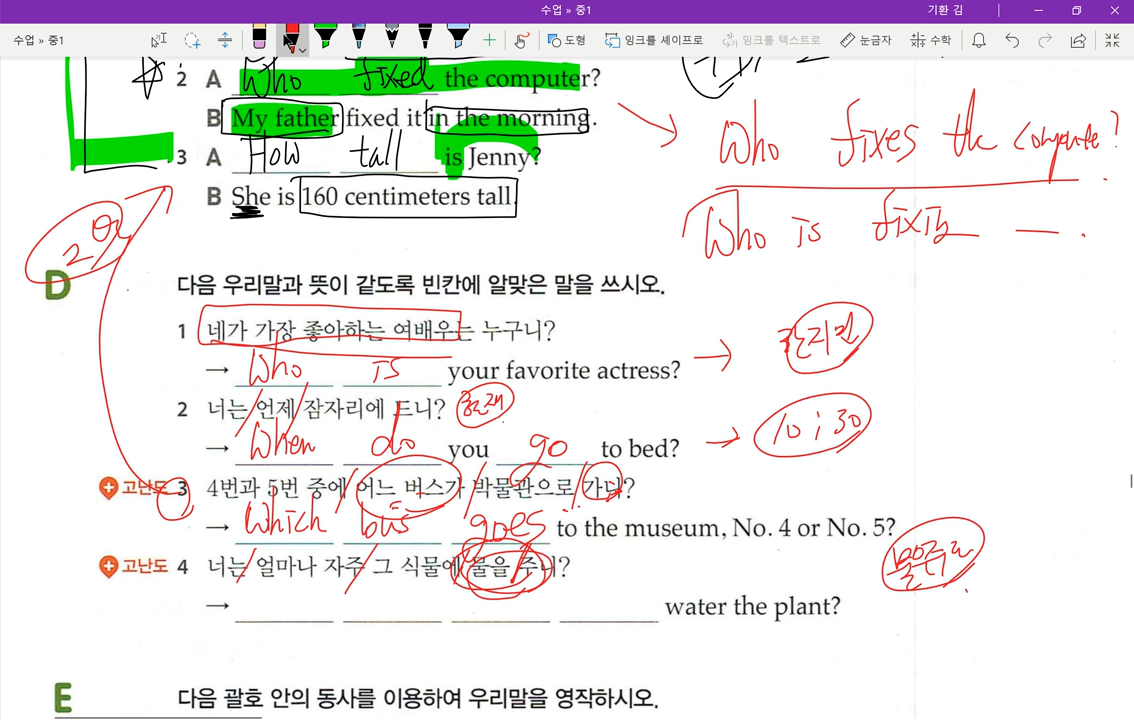 수업 » 중1
기환 김
수업 » 중1
도형
잉크를 셰이프로
잉크를 텍스트로
눈금자
수학
2 A Who fixed the computer?
B My father fixed it in the morning.
3 A How tall is Jenny?
B She is 160 centimeters tall.
Who fixes the computer?
Who is fixing
D 다음 우리말과 뜻이 같도록 빈칸에 알맞은 말을 쓰시오.
1 네가 가장 좋아하는 여배우는 누구니?
→ Who is your favorite actress? →
2 너는 언제 잠자리에 드니? 현재
→ When do you go to bed? → 10:30
고난도 3 4번과 5번 중에 어느 버스가 박물관으로 가니?
→ Which bus goes to the museum, No. 4 or No. 5?
고난도 4 너는 얼마나 자주 그 식물에 물을 주니?
→ water the plant?
E 다음 괄호 안의 동사를 이용하여 우리말을 영작하시오.